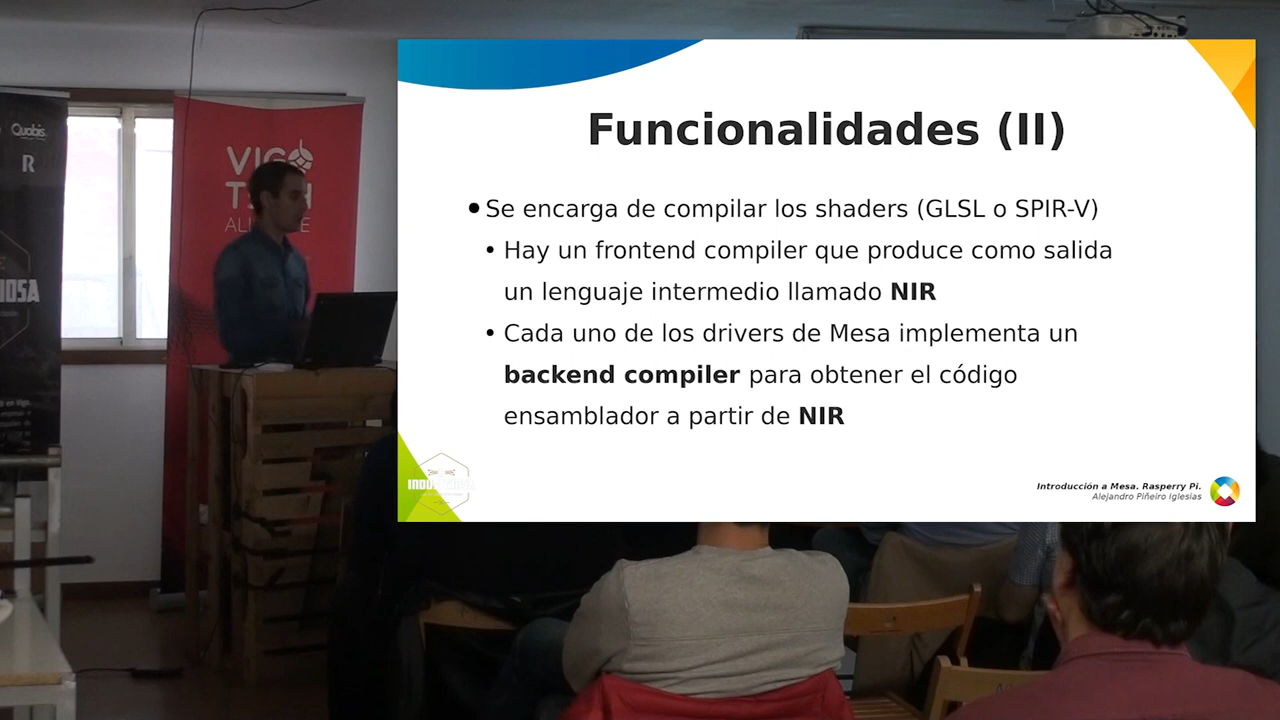 Quobis
R
VIGO
TECH
ALLIANCE
Funcionalidades (II)
Se encarga de compilar los shaders (GLSL o SPIR-V)
Hay un frontend compiler que produce como salida
un lenguaje intermedio llamado NIR
Cada uno de los drivers de Mesa implementa un
backend compiler para obtener el código
ensamblador a partir de NIR
Introducción a Mesa. Rasperry Pi.
Alejandro Piñeiro Iglesias